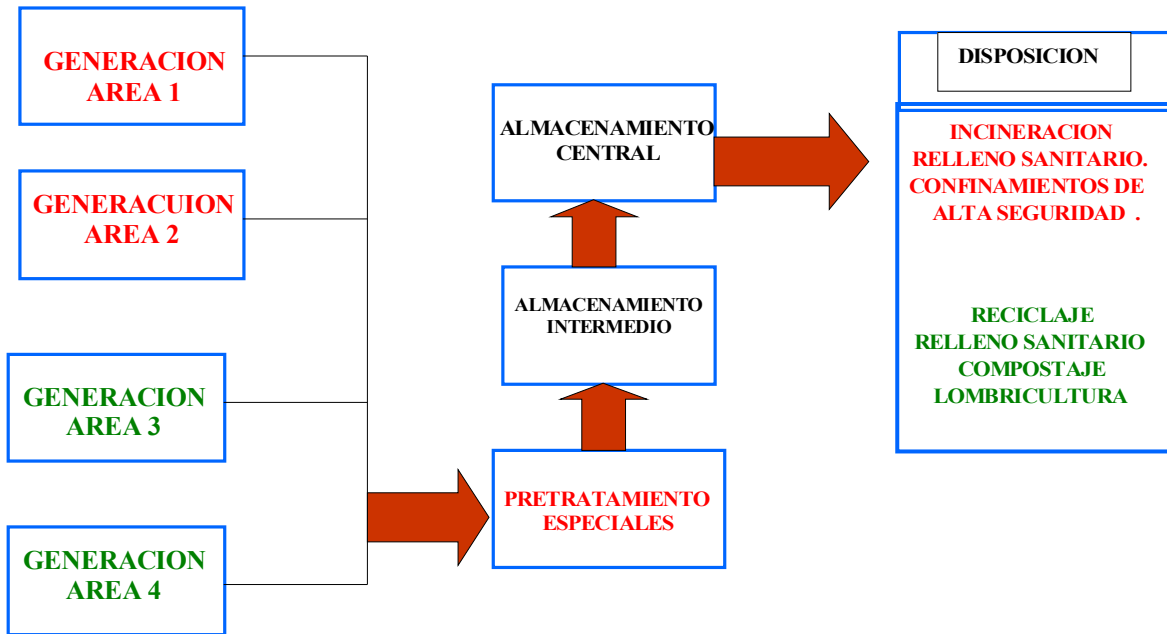 GENERACION
AREA 1
GENERACUION
AREA 2
GENERACION
AREA 3
GENERACION
AREA 4
PRETRATAMIENTO
ESPECIALES
ALMACENAMIENTO
INTERMEDIO
ALMACENAMIENTO
CENTRAL
DISPOSICION
INCINERACION
RELLENO SANITARIO.
CONFINAMIENTOS DE
ALTA SEGURIDAD .
RECICLAJE
RELLENO SANITARIO
COMPOSTAJE
LOMBRICULTURA